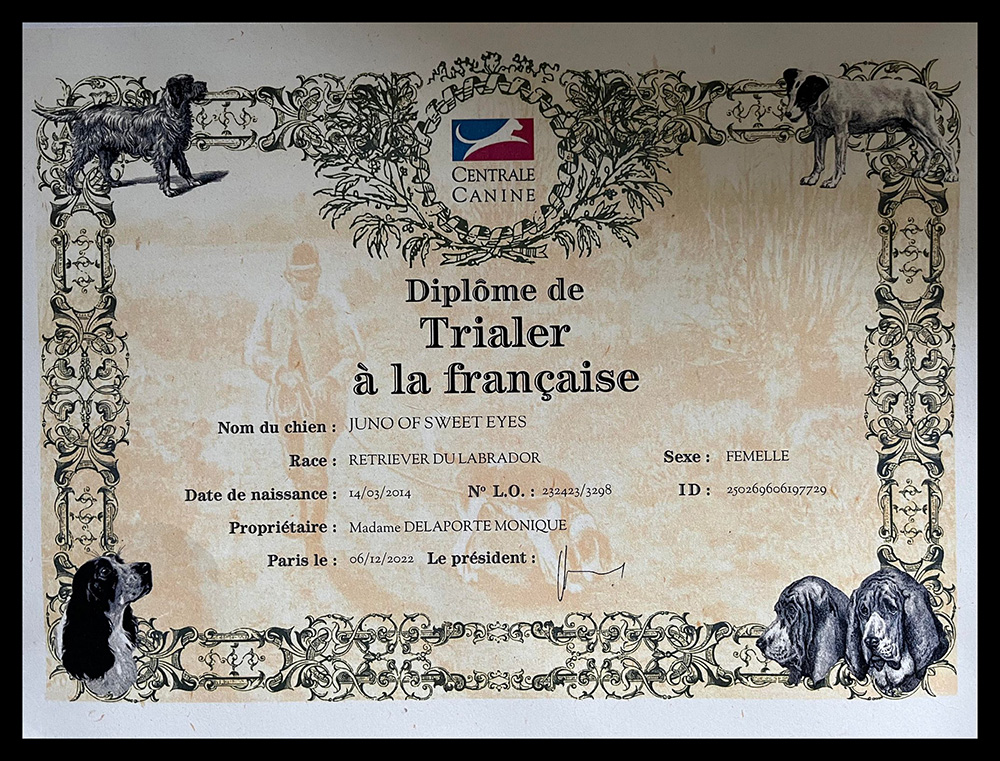 CENTRALE
CANINE
Diplôme de
Trialer
à la française
Nom du chien : JUNO OF SWEET EYES
Race : RETRIEVER DU LABRADOR Sexe : FEMELLE
Date de naissance : 14/03/2014 No L.O. : 232423/3298 ID : 250269606197729
Propriétaire : Madame DELAPORTE MONIQUE
Paris le : 06/12/2022 Le président :